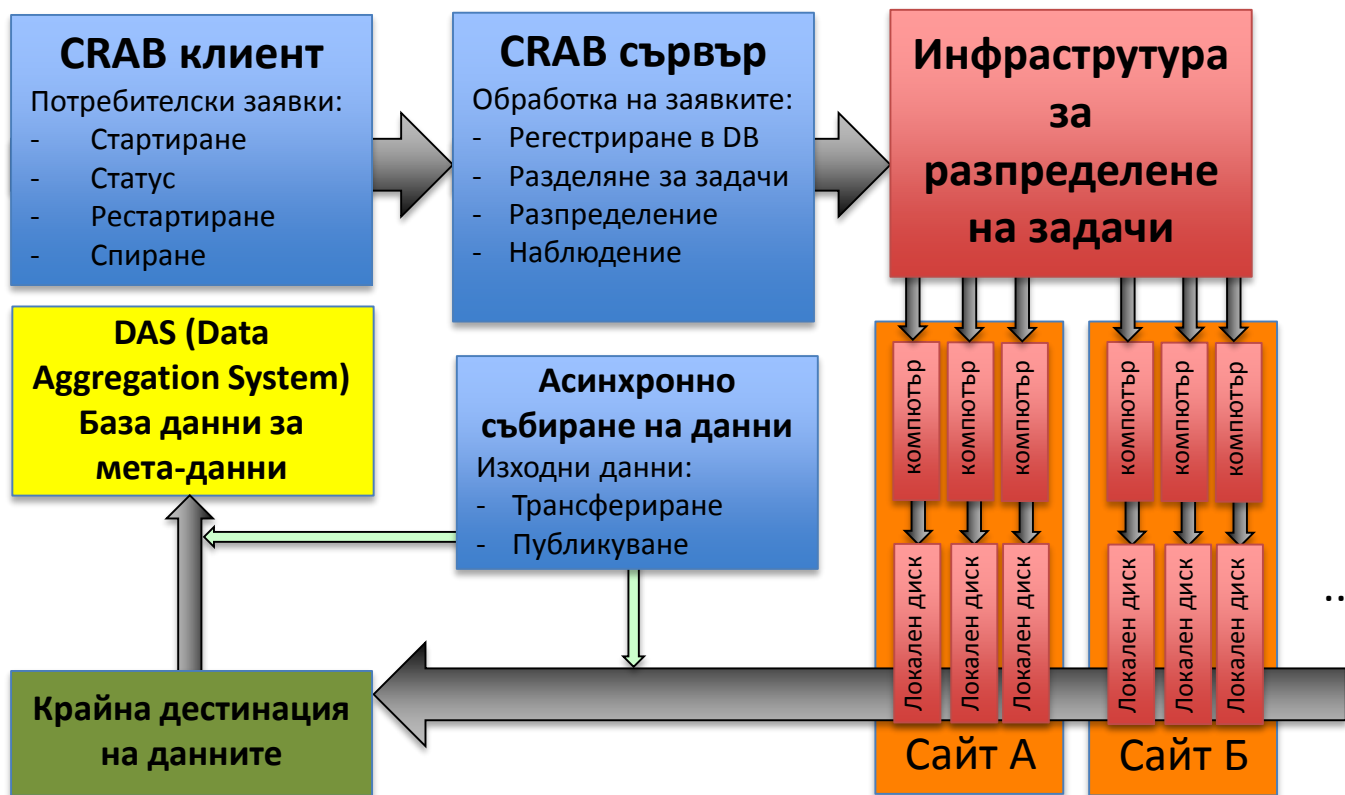 CRAB клиент
Потребителски заявки:
- Стартиране
- Статус
- Рестартиране
- Спиране
CRAB сървър
Обработка на заявките:
- Регестриране в DB
- Разделяне за задачи
- Разпределение
- Наблюдение
Инфраструтура
за
разпределене
на задачи
DAS (Data
Aggregation System)
База данни за
мета-данни
Асинхронно
събиране на данни
Изходни данни:
- Трансфериране
- Публикуване
компютър
компютър
компютър
компютър
компютър
компютър
Локален диск
Локален диск
Локален диск
Локален диск
Локален диск
Локален диск
..
Крайна дестинация
на данните
Сайт А
Сайт Б